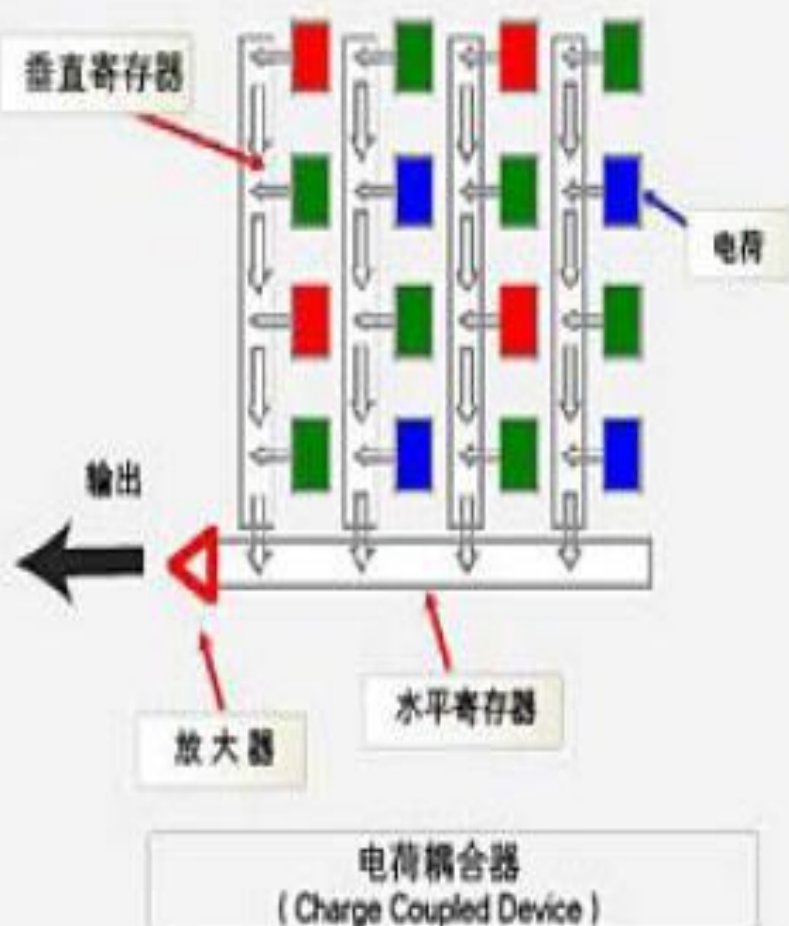 垂直寄存器
电荷
输出
水平寄存器
放大器
电荷耦合器
( Charge Coupled Device )